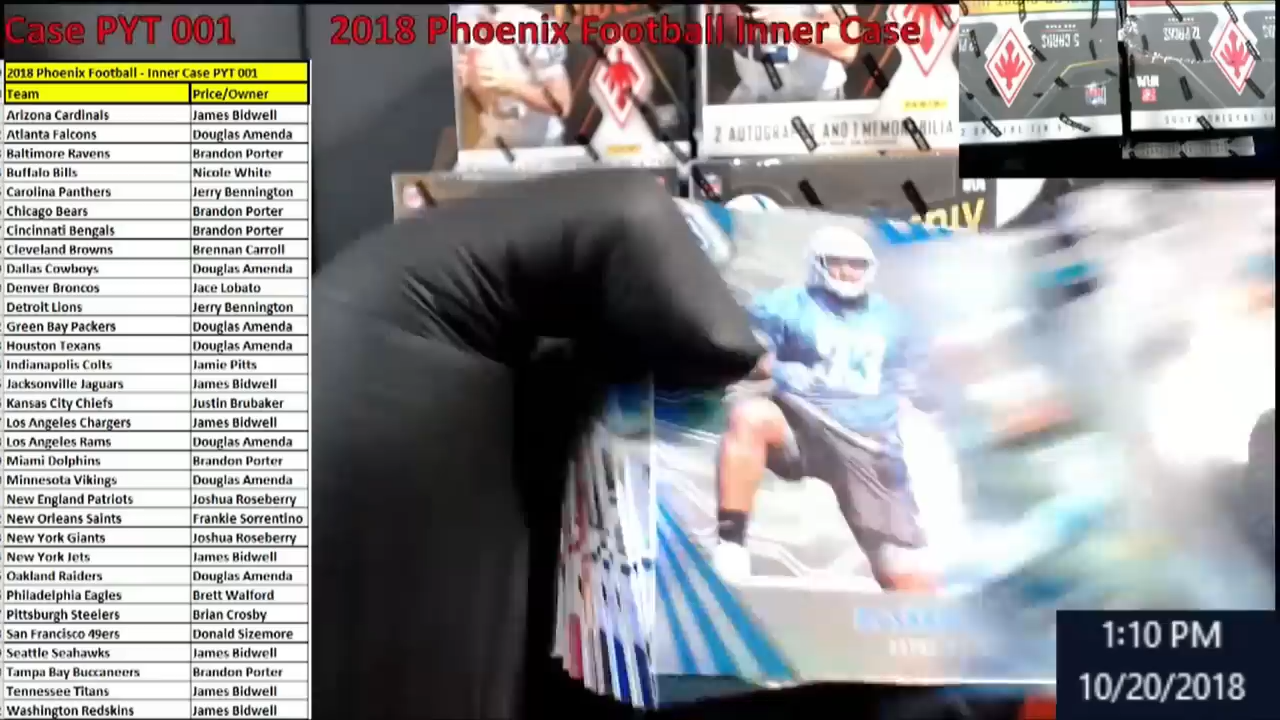 Case PYT 001
2018 Phoenix Football Inner Case
2018 Phoenix Football - Inner Case PYT 001
Team Price/Owner
Arizona Cardinals James Bidwell
Atlanta Falcons Douglas Amenda
Baltimore Ravens Brandon Porter
Buffalo Bills Nicole White
Carolina Panthers Jerry Bennington
Chicago Bears Brandon Porter
Cincinnati Bengals Brandon Porter
Cleveland Browns Brennan Carroll
Dallas Cowboys Douglas Amenda
Denver Broncos Jace Lobato
Detroit Lions Jerry Bennington
Green Bay Packers Douglas Amenda
Houston Texans Douglas Amenda
Indianapolis Colts Jamie Pitts
Jacksonville Jaguars James Bidwell
Kansas City Chiefs Justin Brubaker
Los Angeles Chargers James Bidwell
Los Angeles Rams Douglas Amenda
Miami Dolphins Brandon Porter
Minnesota Vikings Douglas Amenda
New England Patriots Joshua Roseberry
New Orleans Saints Frankie Sorrentino
New York Giants Joshua Roseberry
New York Jets James Bidwell
Oakland Raiders Douglas Amenda
Philadelphia Eagles Brett Walford
Pittsburgh Steelers Brian Crosby
San Francisco 49ers Donald Sizemore
Seattle Seahawks James Bidwell
Tampa Bay Buccaneers Brandon Porter
Tennessee Titans James Bidwell
Washington Redskins James Bidwell
PANINI
2 AUTOGRAPHS AND 1 MEMORABILIA
5 CARDS
12 PACKS
NFL
1:10 PM
10/20/2018